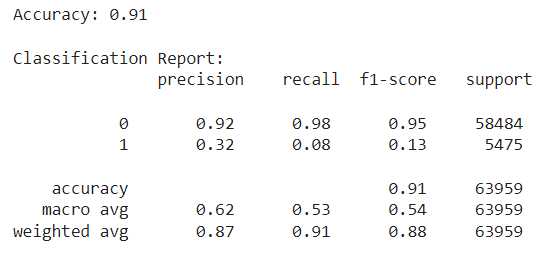 Accuracy: 0.91
Classification Report:
precision recall f1-score support
0 0.92 0.98 0.95 58484
1 0.32 0.08 0.13 5475
accuracy 0.91 63959
macro avg 0.62 0.53 0.54 63959
weighted avg 0.87 0.91 0.88 63959